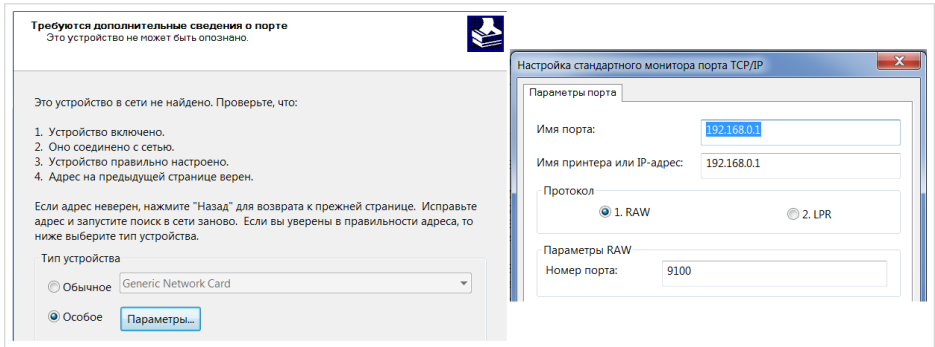 Требуются дополнительные сведения о порте
Это устройство не может быть опознано.
Это устройство в сети не найдено. Проверьте, что:
1. Устройство включено.
2. Оно соединено с сетью.
3. Устройство правильно настроено.
4. Адрес на предыдущей странице верен.
Если адрес неверен, нажмите "Назад" для возврата к прежней странице. Исправьте
адрес и запустите поиск в сети заново. Если вы уверены в правильности адреса, то
ниже выберите тип устройства.
Тип устройства
Обычное Generic Network Card
Особое Параметры...
Настройка стандартного монитора порта TCP/IP
Параметры порта
Имя порта: 192.168.0.1
Имя принтера или IP-адрес: 192.168.0.1
Протокол
1. RAW 2. LPR
Параметры RAW
Номер порта: 9100